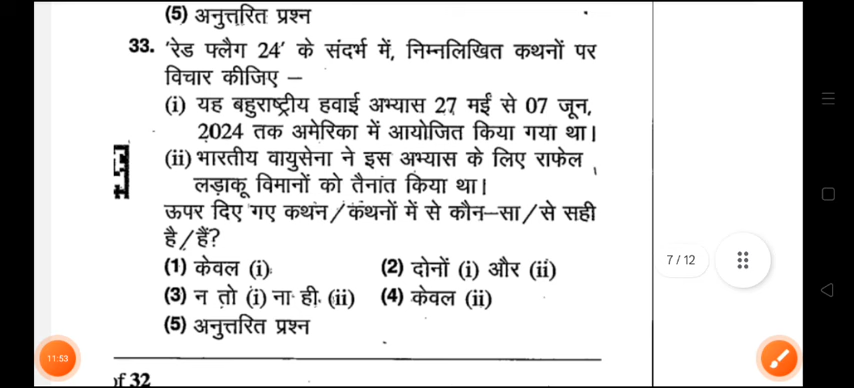 (5) अनुत्तरित प्रश्न
33. 'रेड फ्लैग 24' के संदर्भ में, निम्नलिखित कथनों पर
विचार कीजिए –
(i) यह बहुराष्ट्रीय हवाई अभ्यास 27 मई से 07 जून,
2024 तक अमेरिका में आयोजित किया गया था।
(ii) भारतीय वायुसेना ने इस अभ्यास के लिए राफेल
लड़ाकू विमानों को तैनात किया था।
ऊपर दिए गए कथन/कथनों में से कौन–सा/से सही
है/हैं?
(1) केवल (i) (2) दोनों (i) और (ii)
(3) न तो (i) ना ही (ii) (4) केवल (ii)
(5) अनुत्तरित प्रश्न
7 / 12
11:53
of 32